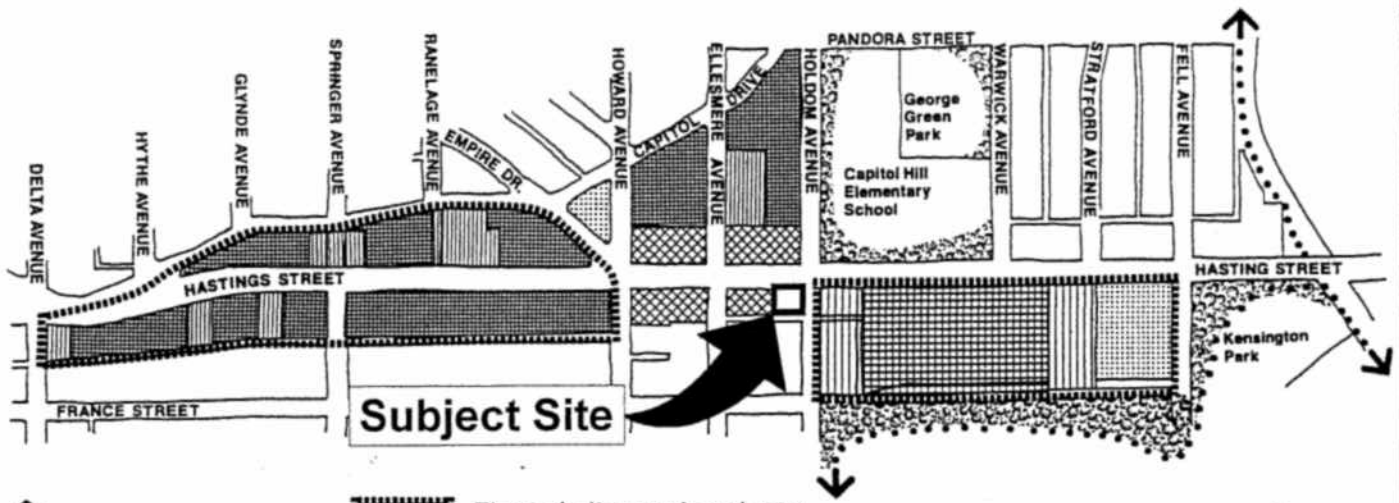 PANDORA STREET
DELTA AVENUE
HYTHE AVENUE
GLYNDE AVENUE
SPRINGER AVENUE
RANELAGE AVENUE
EMPIRE DR.
HOWARD AVENUE
CAPITOL DRIVE
ELLESMERE AVENUE
HOLDOM AVENUE
WARWICK AVENUE
STRATFORD AVENUE
FELL AVENUE
George
Green
Park
Capitol Hill
Elementary
School
HASTINGS STREET
HASTING STREET
Kensington
Park
FRANCE STREET
Subject Site